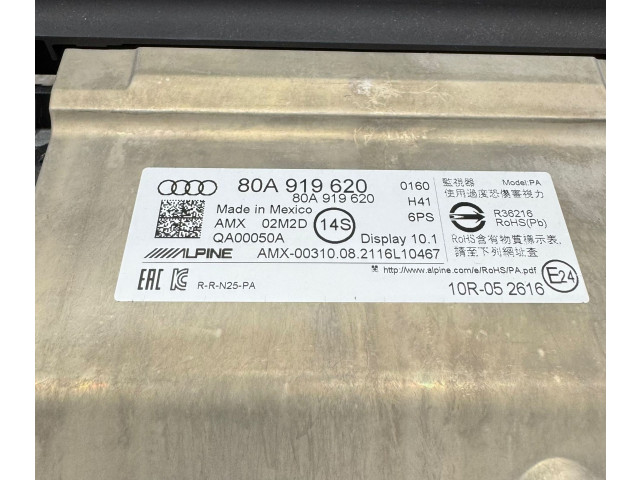 80A 919 620 0160
80A 919 620 H41
Made in Mexico 6PS
AMX 02M2D 14S
QA00050A Display 10.1
ALPINE AMX-00310.08.2116L10467
EAC R-R-N25-PA
監視器 Model:PA
使用過度恐傷害視力
R36216
RoHS(Pb)
RoHS含有物質標示表,
請至下列網址查
http://www.alpine.com/e/RoHS/PA.pdf
10R-05 2616 E24